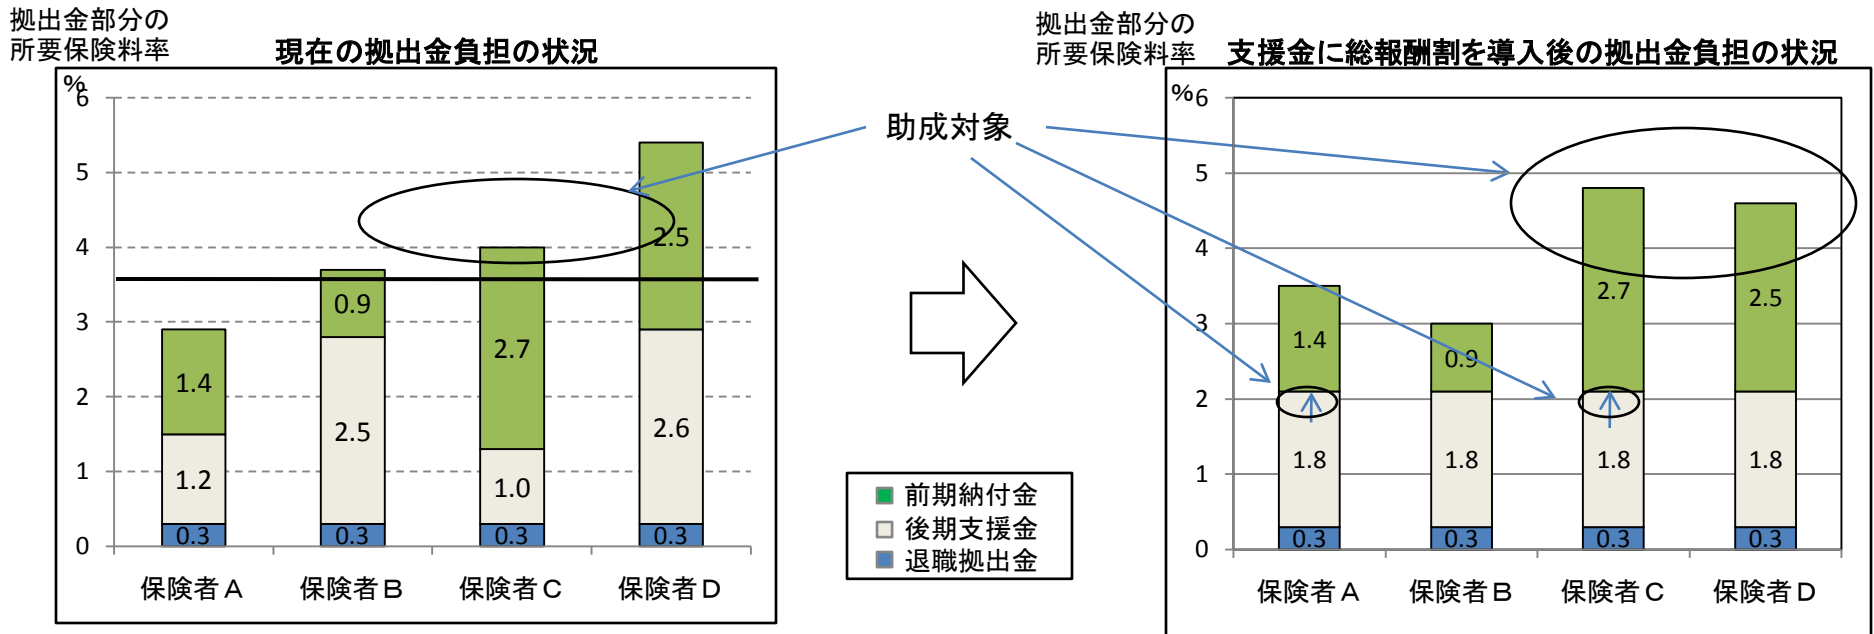 拠出金部分の
所要保険料率
現在の拠出金負担の状況
%
6
5
4
3
2
1
0
1.4
1.2
0.3
0.9
2.5
0.3
2.7
1.0
0.3
2.5
2.6
0.3
保険者A
保険者B
保険者C
保険者D
助成対象
前期納付金
後期支援金
退職拠出金
拠出金部分の
所要保険料率
支援金に総報酬割を導入後の拠出金負担の状況
%
6
5
4
3
2
1
0
1.4
1.8
0.3
0.9
1.8
0.3
2.7
1.8
0.3
2.5
1.8
0.3
保険者A
保険者B
保険者C
保険者D